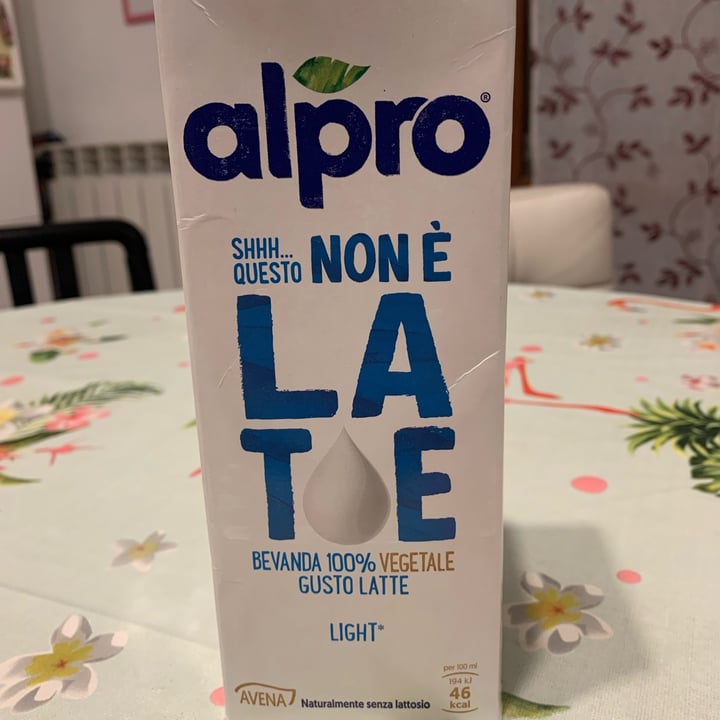 alpro®
SHHH...
QUESTO NON È
LA
TE
BEVANDA 100% VEGETALE
GUSTO LATTE
LIGHT*
per 100 ml
194 kJ
46
kcal
AVENA
Naturalmente senza lattosio